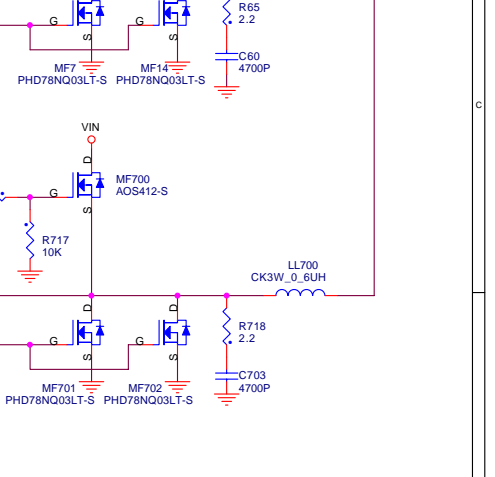 R65
2.2
G
S
G
S
C60
4700P
MF7
PHD78NQ03LT-S
MF14
PHD78NQ03LT-S
C
VIN
D
MF700
AOS412-S
G
S
R717
10K
LL700
CK3W_0_6UH
D
D
R718
2.2
G
S
G
S
C703
4700P
MF701
PHD78NQ03LT-S
MF702
PHD78NQ03LT-S